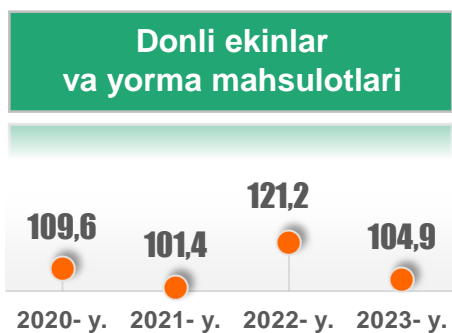 Donli ekinlar
va yorma mahsulotlari
109,6
101,4
121,2
104,9
2020- y. 2021- y. 2022- y. 2023- y.